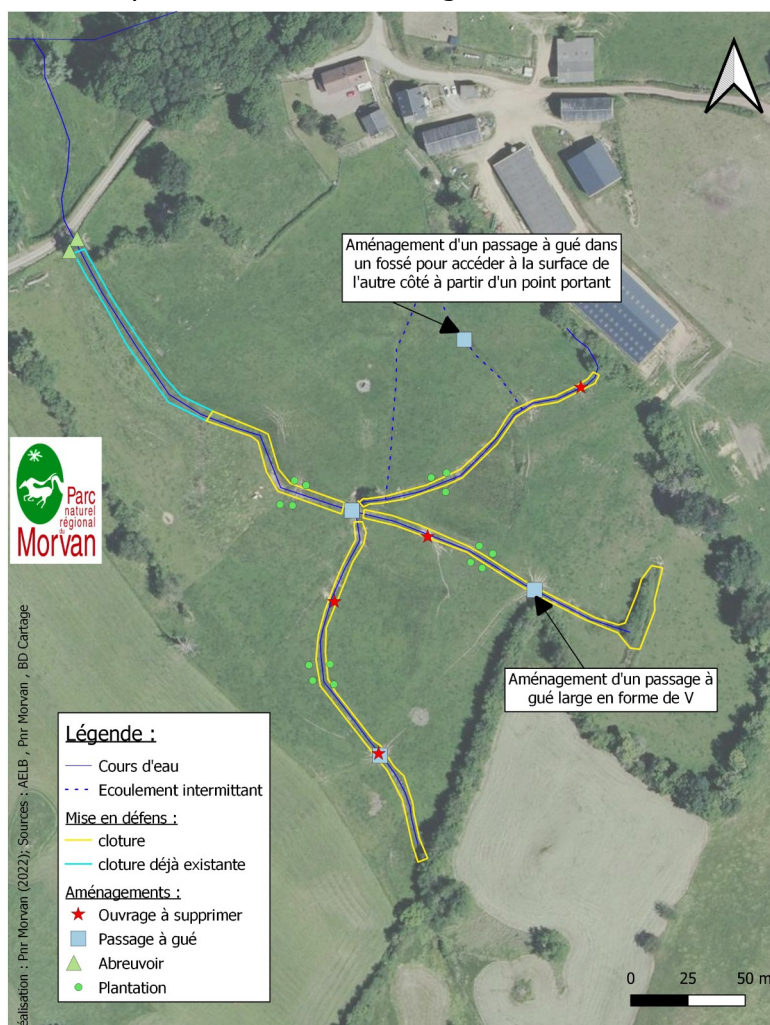 Aménagement d'un passage à gué dans
un fossé pour accéder à la surface de
l'autre côté à partir d'un point portant
Parc
naturel
régional
du
Morvan
Aménagement d'un passage à
gué large en forme de V
Légende :
Cours d'eau
Ecoulement intermittant
Mise en défens :
cloture
cloture déjà existante
Aménagements :
Ouvrage à supprimer
Passage à gué
Abreuvoir
Plantation
0 25 50 m
éalisation : Pnr Morvan (2022); Sources : AELB , Pnr Morvan , BD Cartage